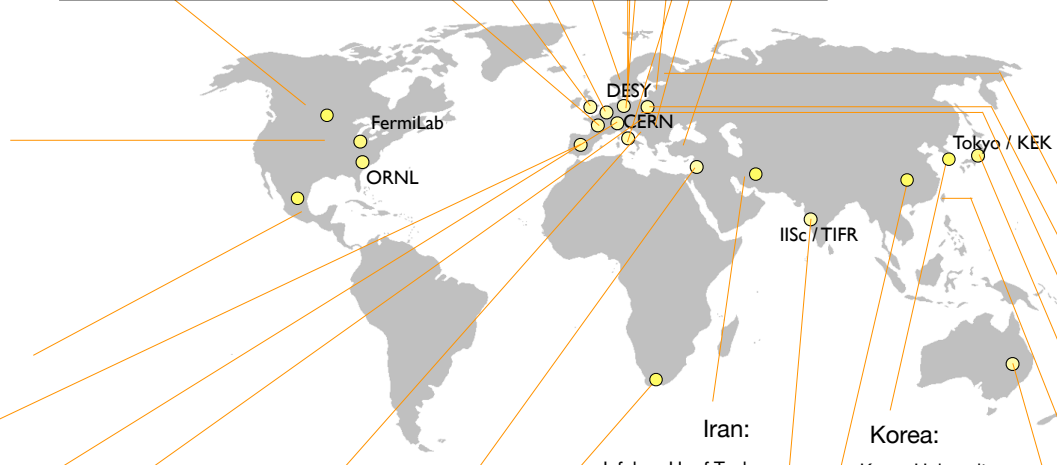 DESY
FermiLab
CERN
Tokyo / KEK
ORNL
IISc / TIFR
Iran:
Korea: